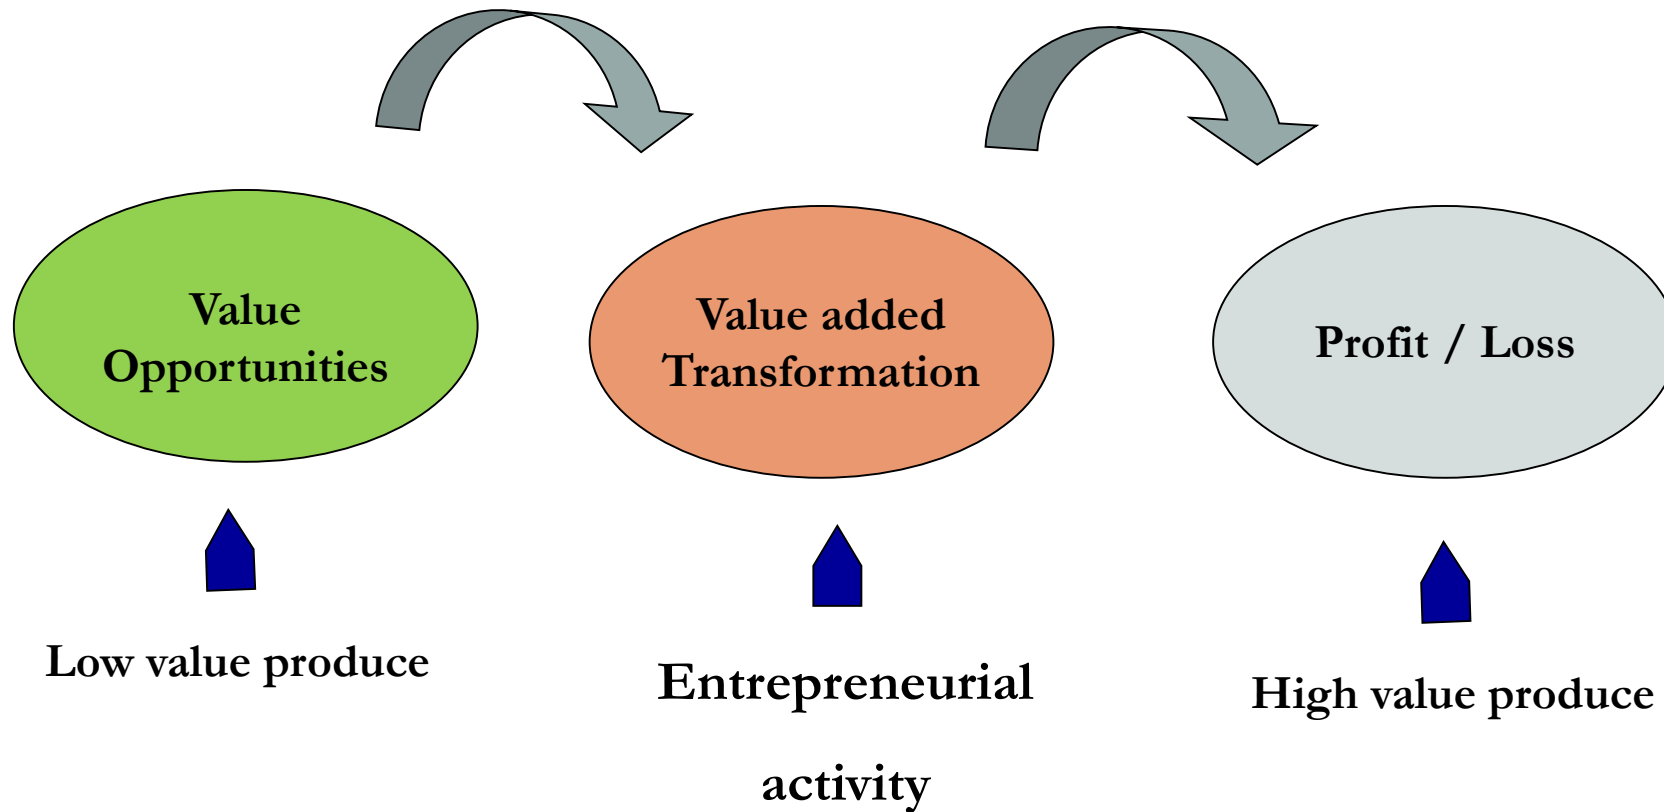 Value
Opportunities
Value added
Transformation
Profit / Loss
Low value produce
Entrepreneurial
activity
High value produce